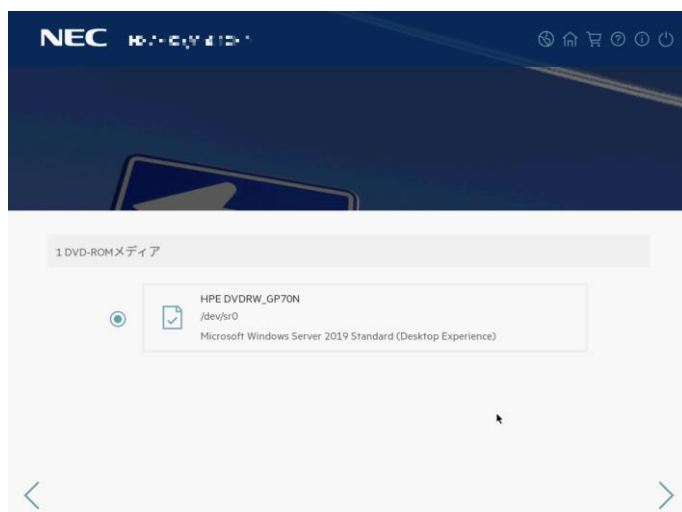 NEC
1 DVD-ROMメディア
HPE DVDRW_GP70N
/dev/sr0
Microsoft Windows Server 2019 Standard (Desktop Experience)